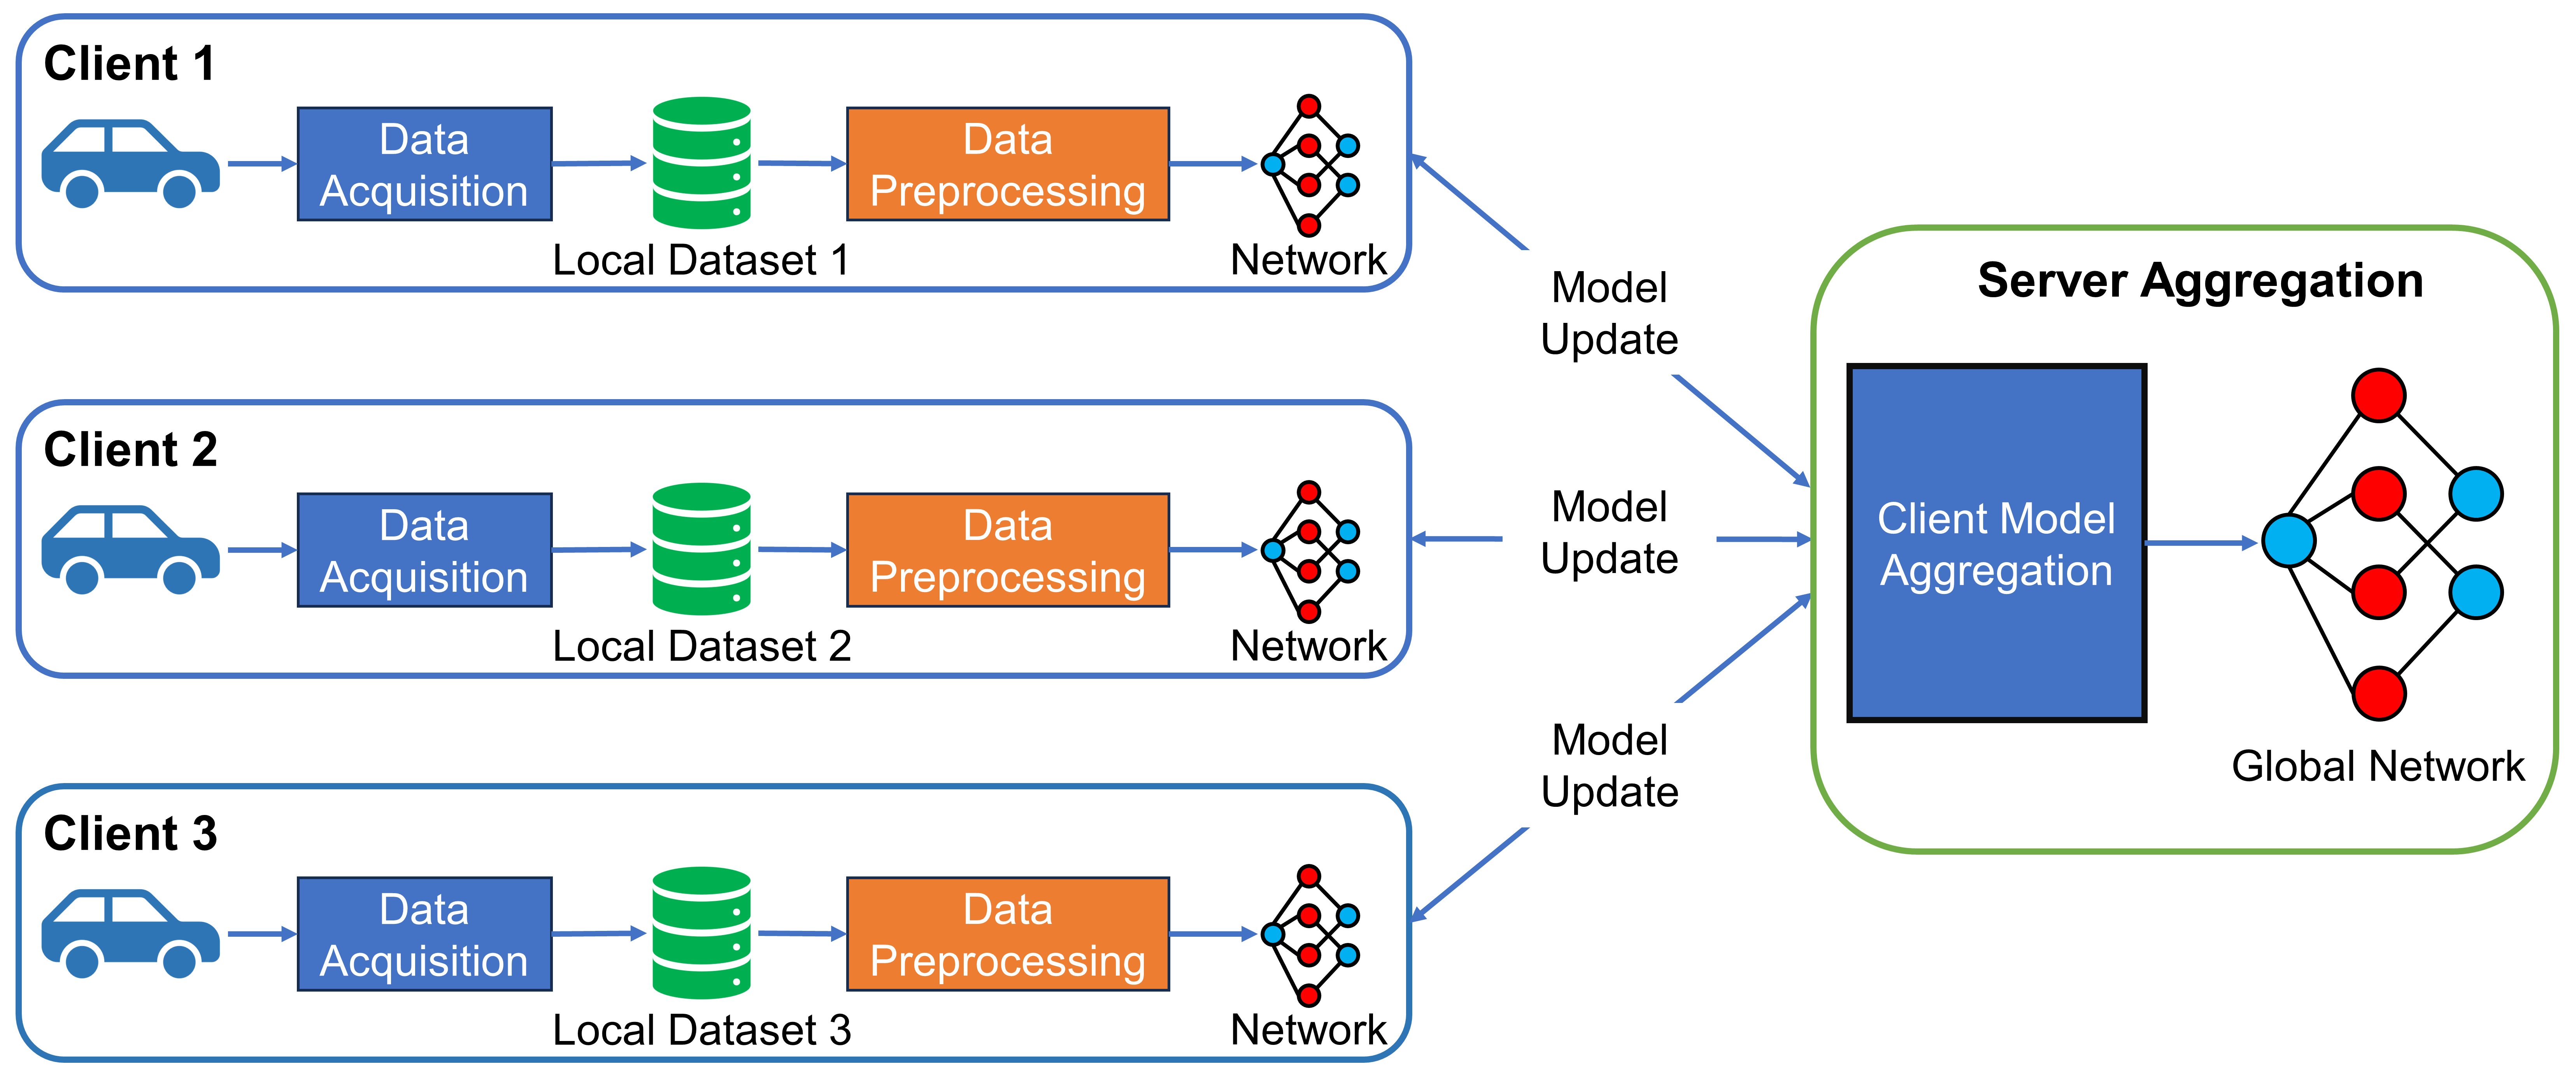 Client 1
Data
Acquisition
Local Dataset 1
Data
Preprocessing
Network
Client 2
Data
Acquisition
Local Dataset 2
Data
Preprocessing
Network
Client 3
Data
Acquisition
Local Dataset 3
Data
Preprocessing
Network
Model
Update
Model
Update
Model
Update
Server Aggregation
Client Model
Aggregation
Global Network